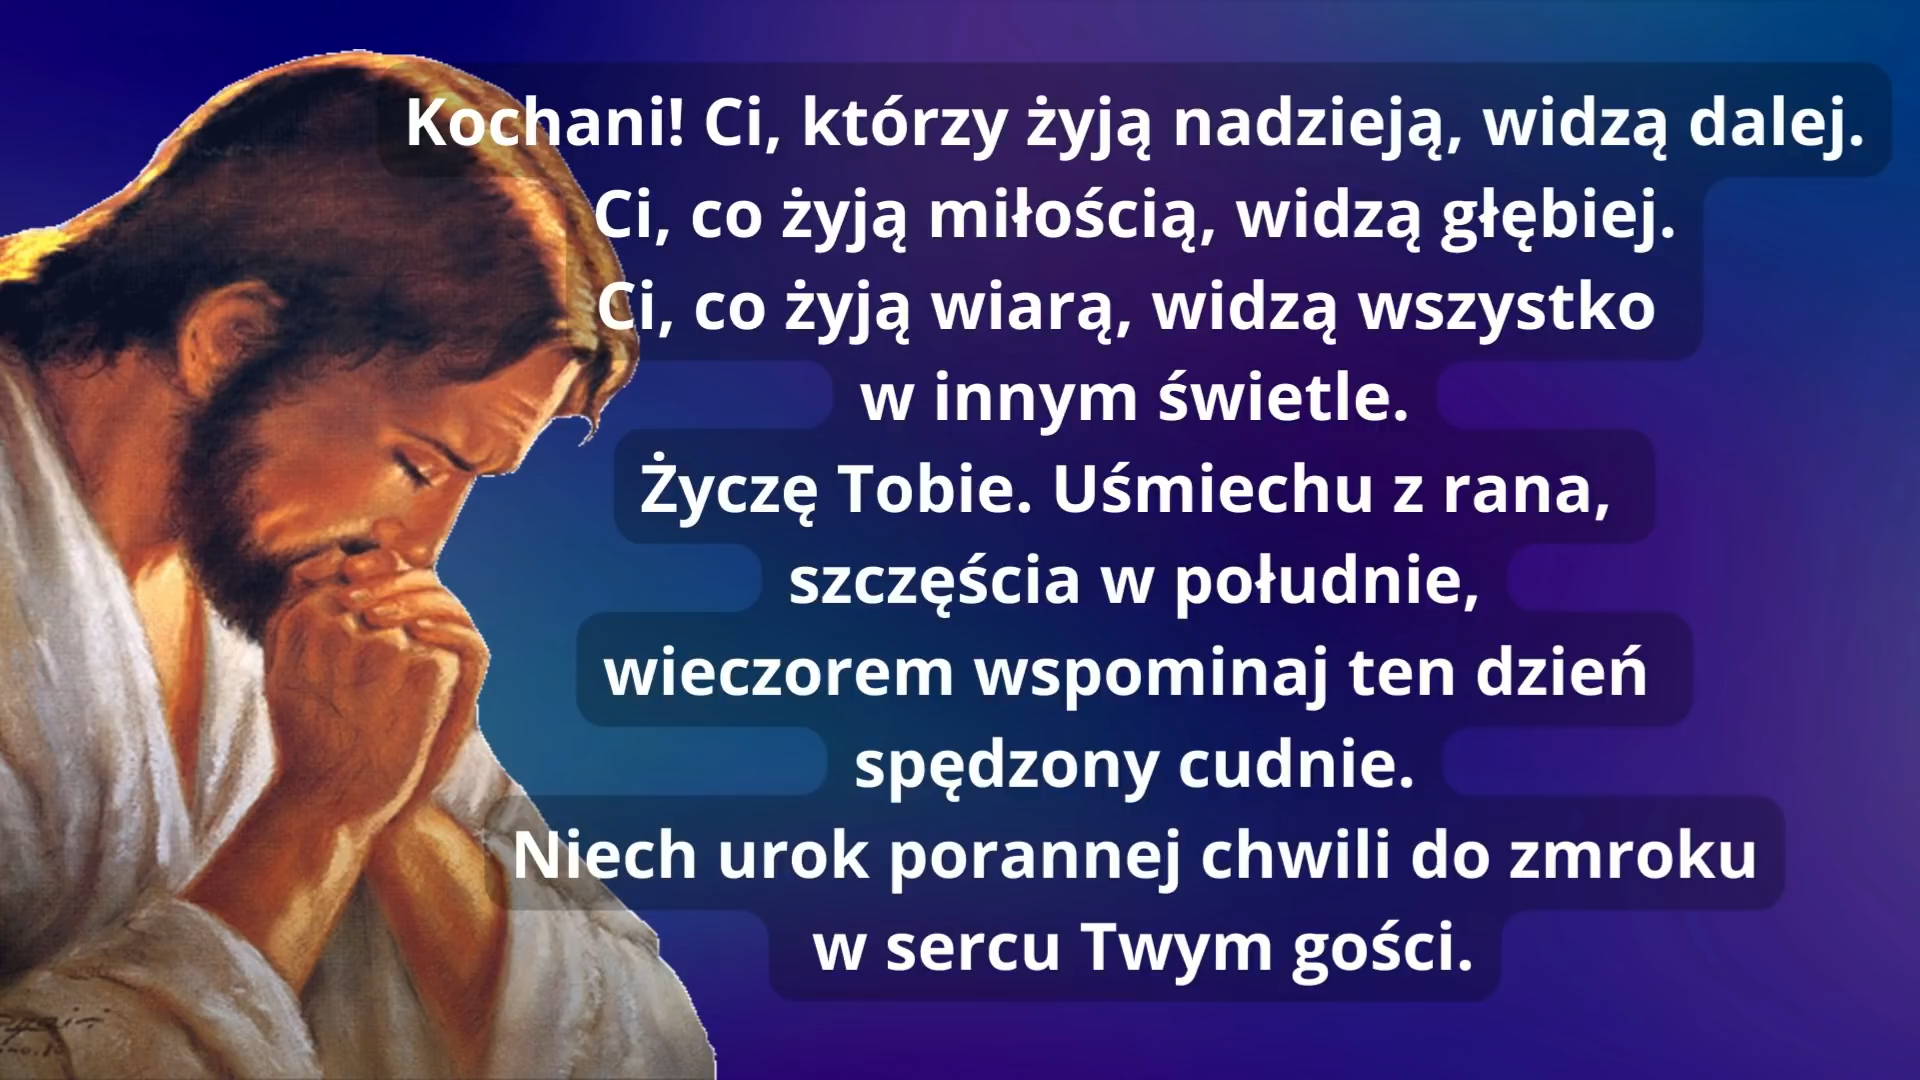 Kochani! Ci, którzy żyją nadzieją, widzą dalej.
Ci, co żyją miłością, widzą głębiej.
Ci, co żyją wiarą, widzą wszystko
w innym świetle.
Życzę Tobie. Uśmiechu z rana,
szczęścia w południe,
wieczorem wspominaj ten dzień
spędzony cudnie.
Niech urok porannej chwili do zmroku
w sercu Twym gości.